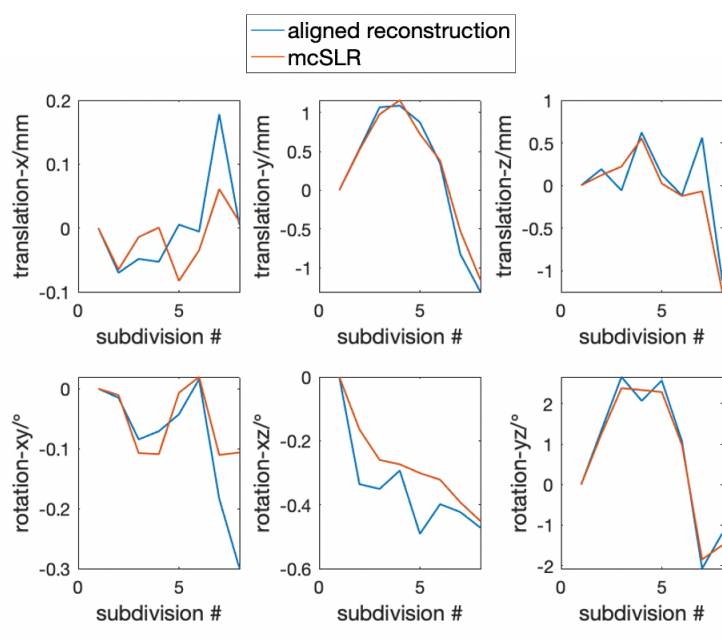 aligned reconstruction
mcSLR
translation-x/mm
0.2
0.1
0
-0.1
0
5
subdivision #
translation-y/mm
1
0.5
0
-0.5
-1
0
5
subdivision #
translation-z/mm
1
0.5
0
-0.5
-1
0
5
subdivision #
rotation-xy/°
0
-0.1
-0.2
-0.3
0
5
subdivision #
rotation-xz/°
0
-0.2
-0.4
-0.6
0
5
subdivision #
rotation-yz/°
2
1
0
-1
-2
0
5
subdivision #